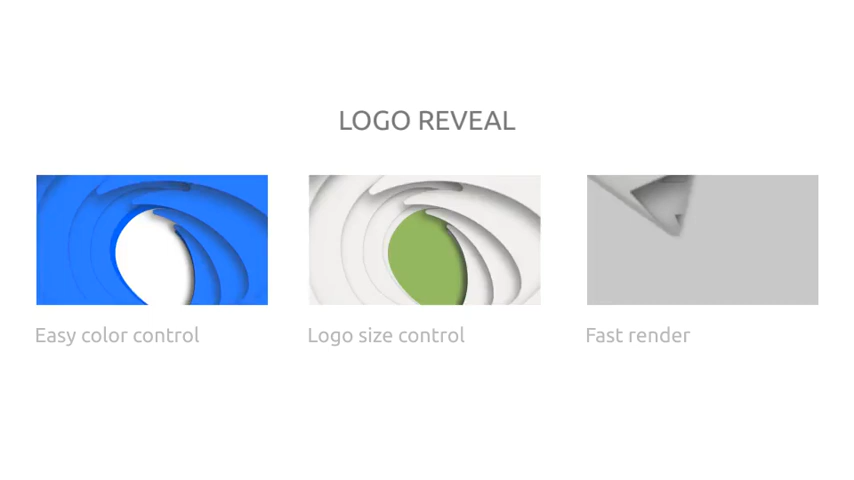 LOGO REVEAL
Easy color control
Logo size control
Fast render